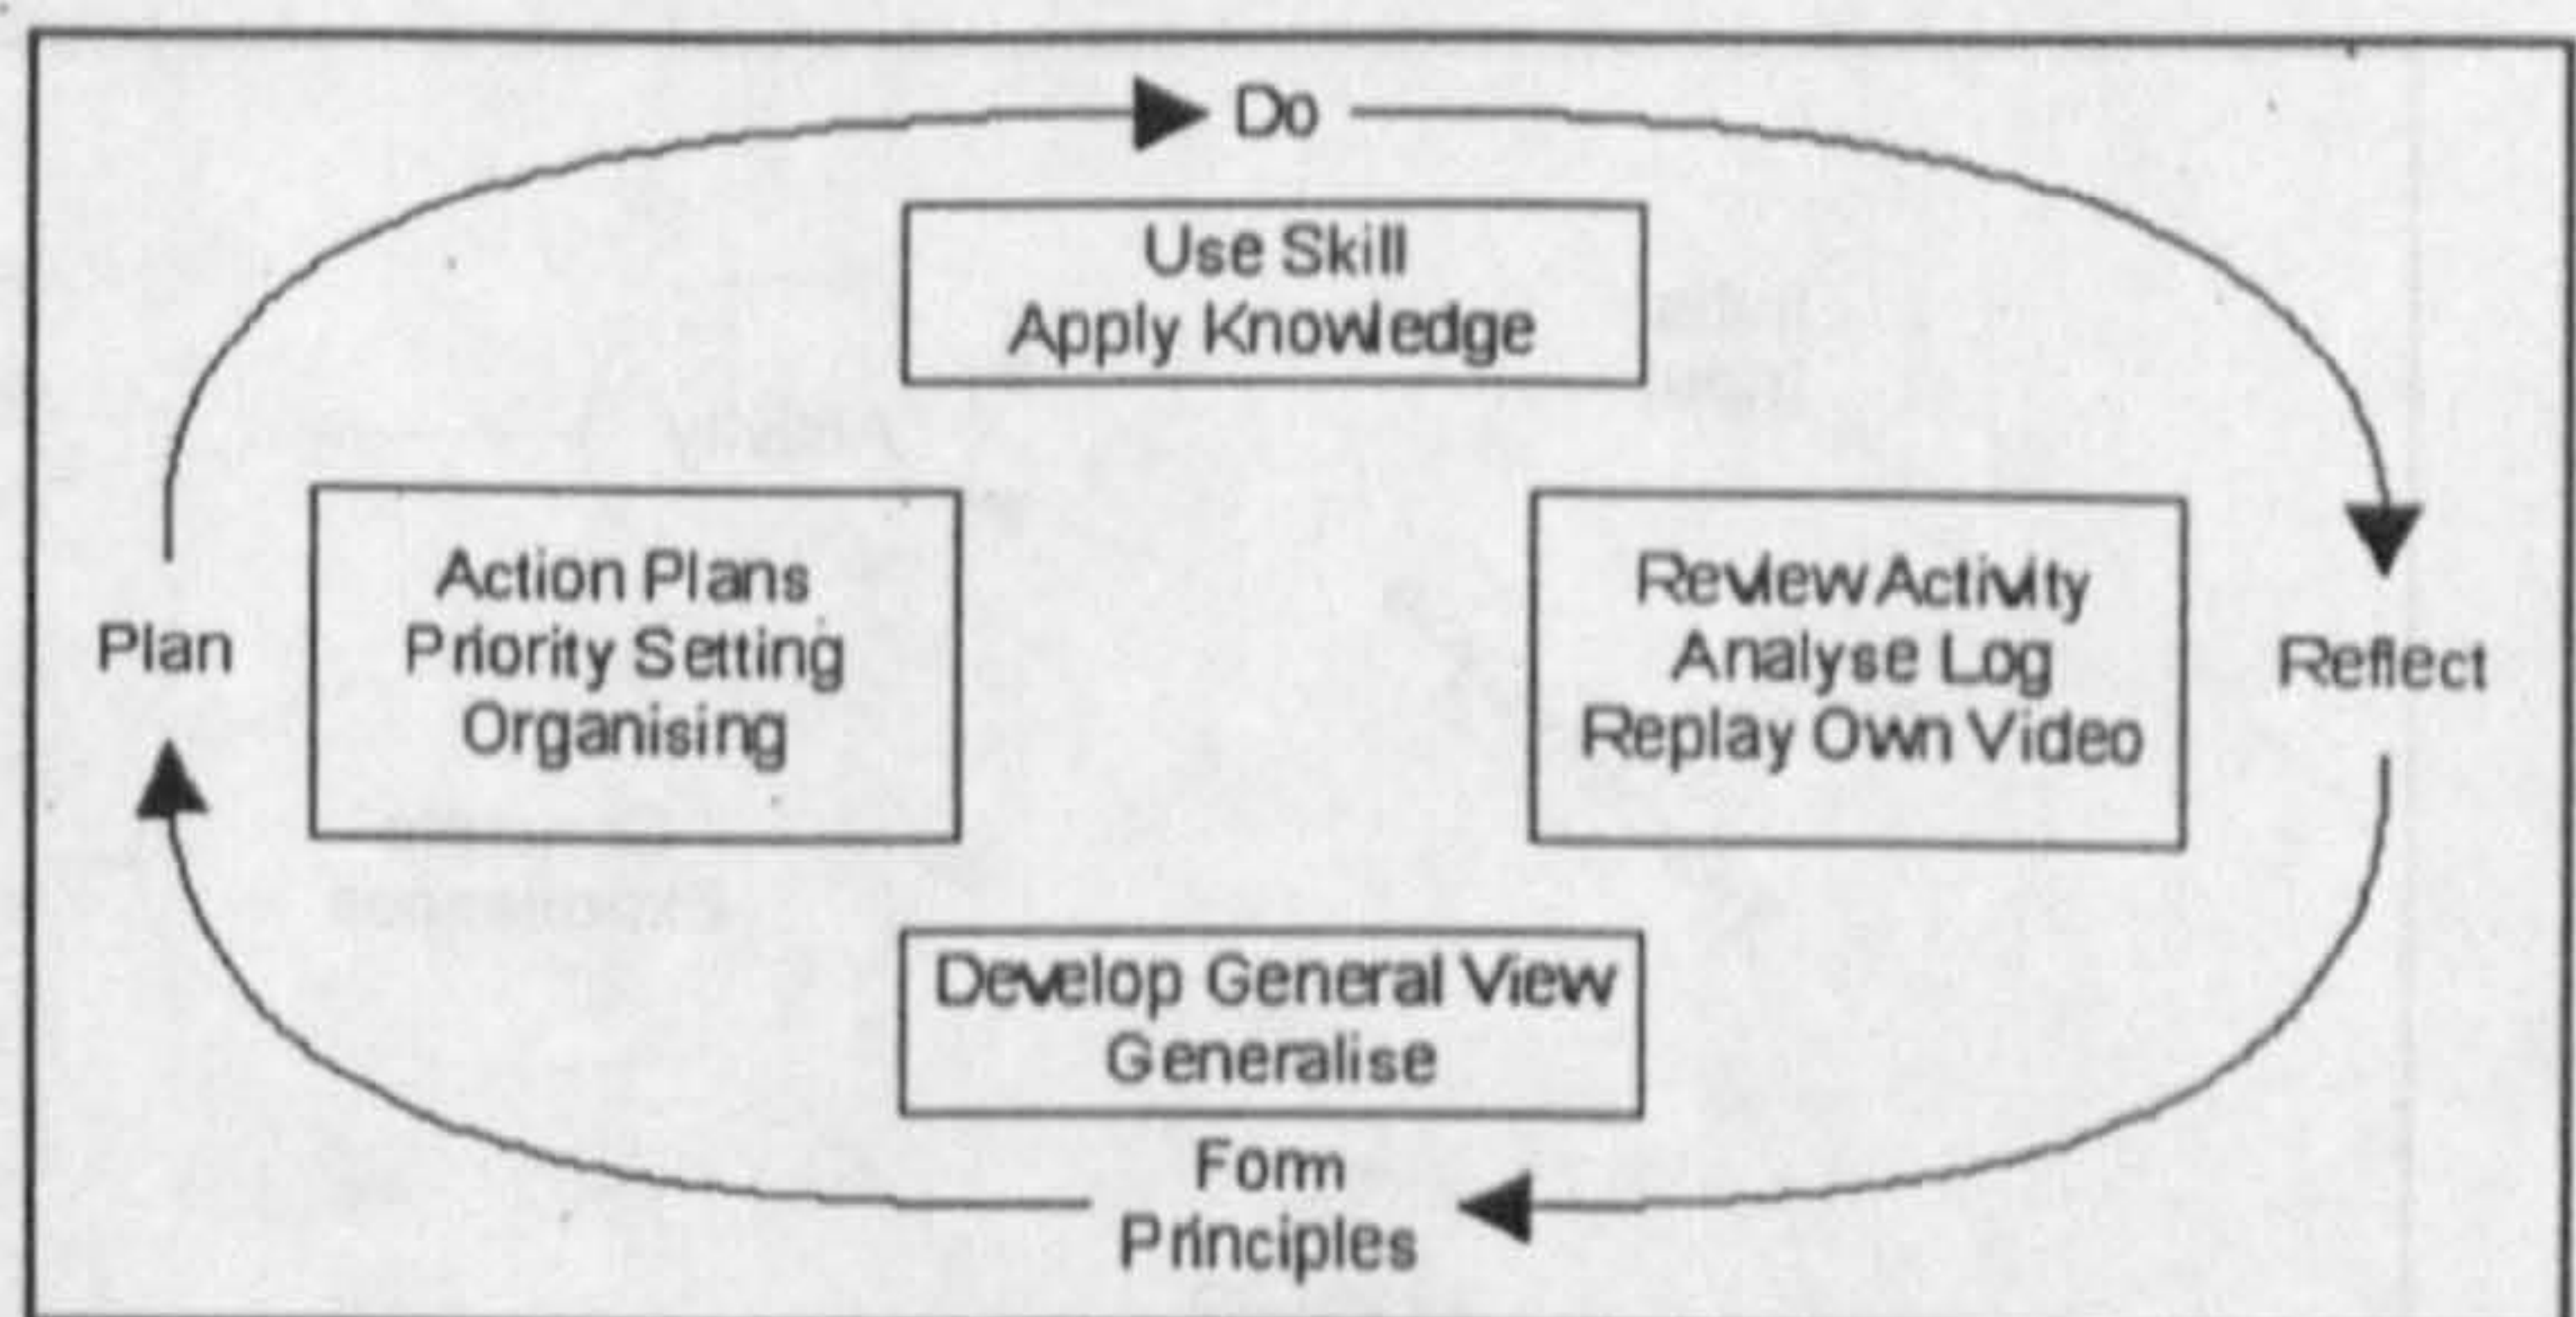 Do
Use Skill
Apply Knowledge
Plan
Action Plans
Priority Setting
Organising
Review Activity
Analyse Log
Replay Own Video
Reflect
Develop General View
Generalise
Form
Principles